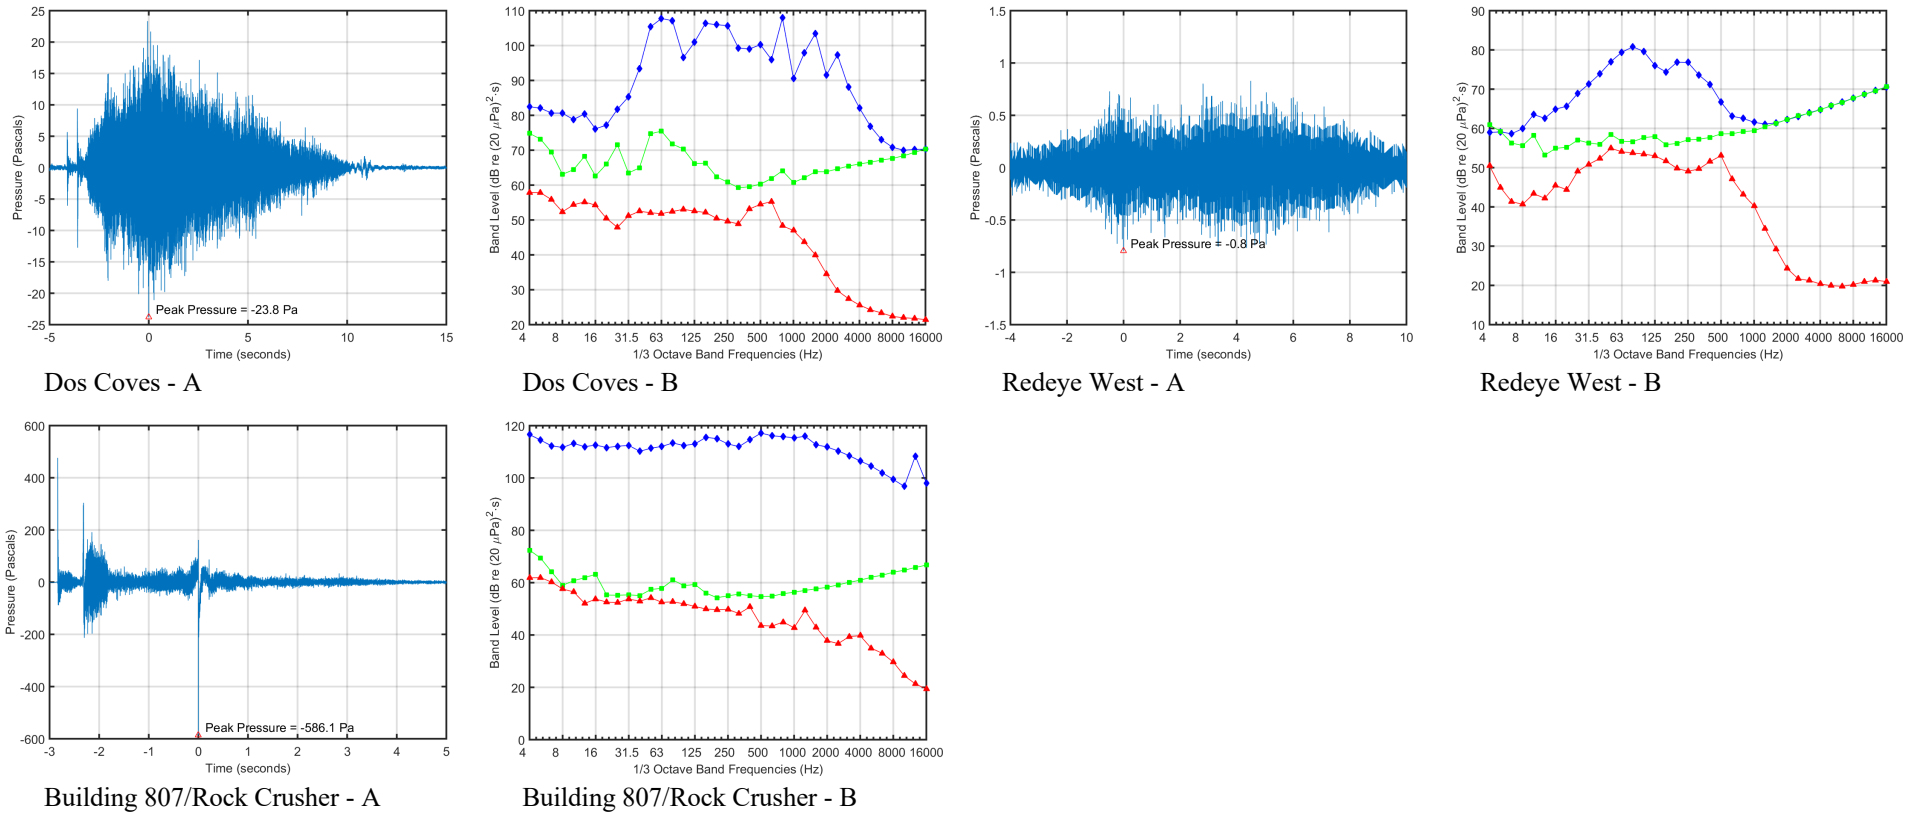 Pressure (Pascals)
25
20
15
10
5
0
-5
-10
-15
-20
-25
Peak Pressure = -23.8 Pa
-5 0 5 10 15
Time (seconds)
Dos Coves - A
Band Level (dB re (20 μPa)²·s)
110
100
90
80
70
60
50
40
30
20
4 8 16 31.5 63 125 250 500 1000 2000 4000 8000 16000
1/3 Octave Band Frequencies (Hz)
Dos Coves - B
Pressure (Pascals)
1.5
1
0.5
0
-0.5
-1
-1.5
Peak Pressure = -0.8 Pa
-4 -2 0 2 4 6 8 10
Time (seconds)
Redeye West - A
Band Level (dB re (20 μPa)²·s)
90
80
70
60
50
40
30
20
10
4 8 16 31.5 63 125 250 500 1000 2000 4000 8000 16000
1/3 Octave Band Frequencies (Hz)
Redeye West - B
Pressure (Pascals)
600
400
200
0
-200
-400
-600
Peak Pressure = -586.1 Pa
-3 -2 -1 0 1 2 3 4 5
Time (seconds)
Building 807/Rock Crusher - A
Band Level (dB re (20 μPa)²·s)
120
100
80
60
40
20
0
4 8 16 31.5 63 125 250 500 1000 2000 4000 8000 16000
1/3 Octave Band Frequencies (Hz)
Building 807/Rock Crusher - B